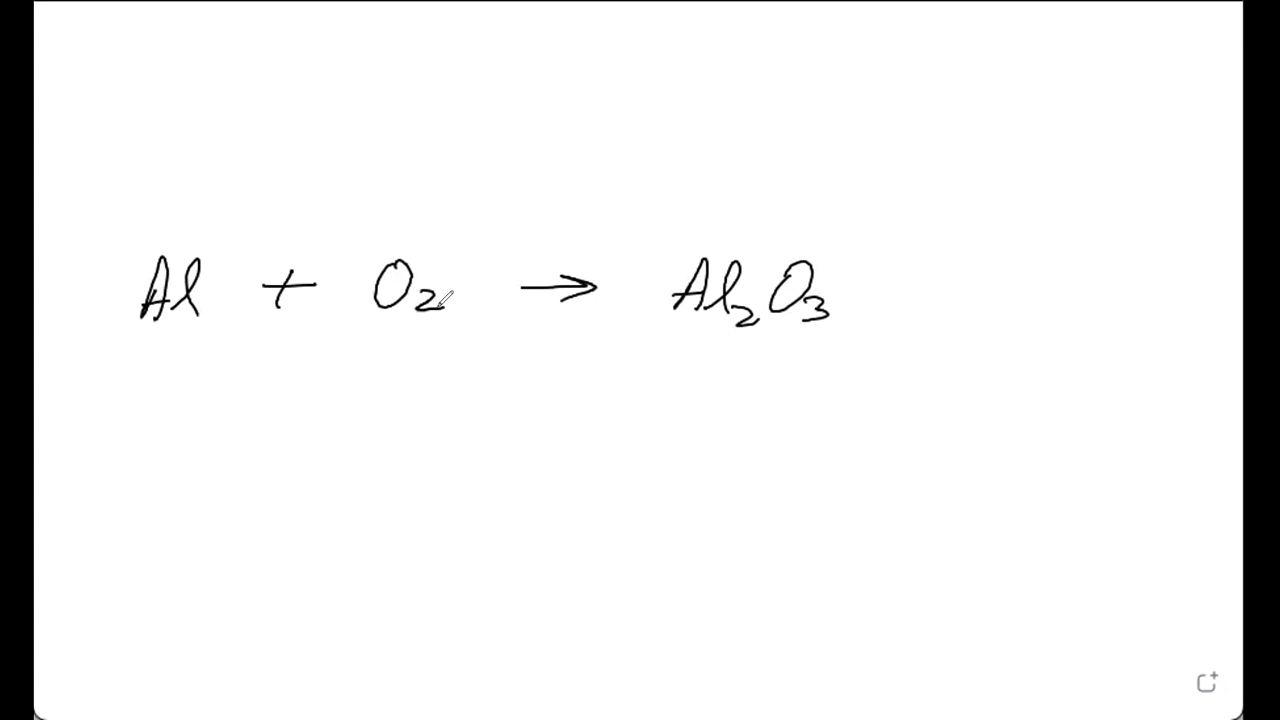 Al + O₂ → Al₂O₃